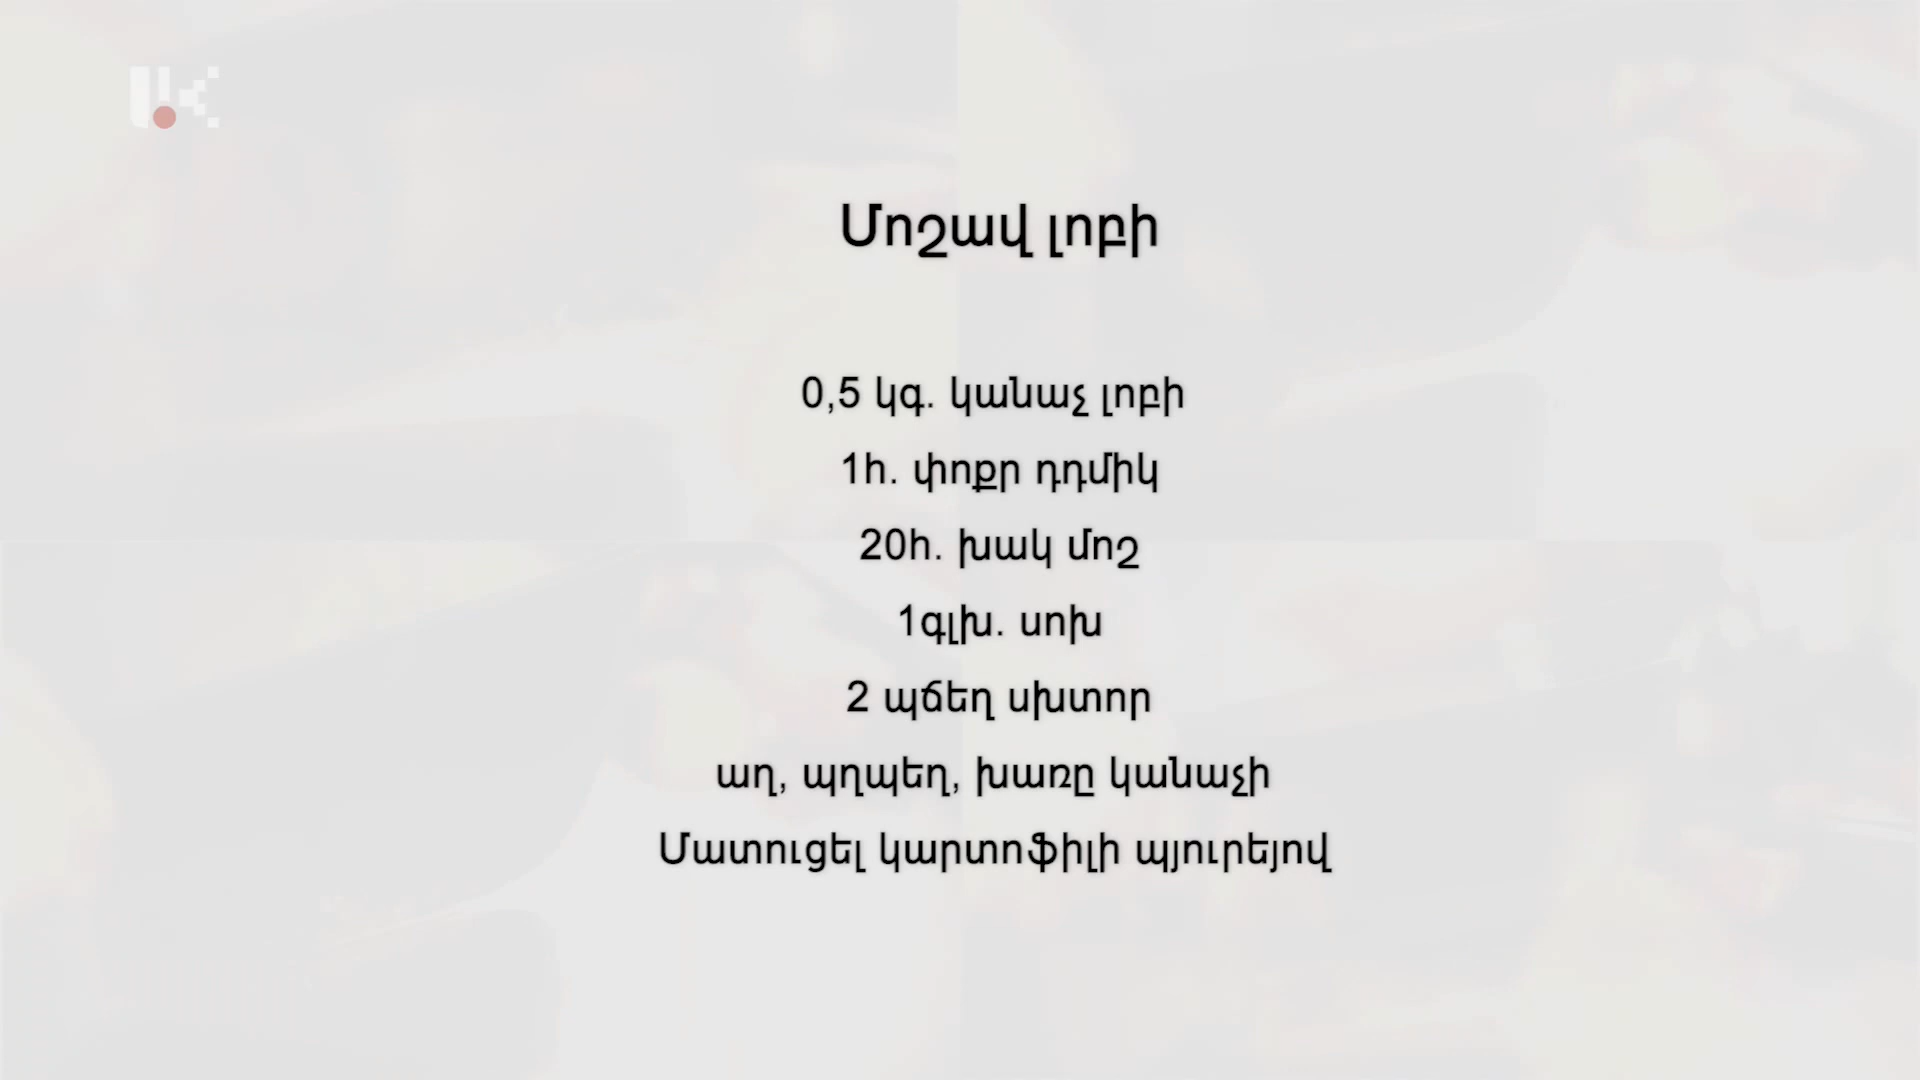 Մոշավ լոբի
0,5 կգ. կանաչ լոբի
1հ. փոքր դդմիկ
20հ. խակ մոշ
1գլխ. սոխ
2 պճեղ սխտոր
աղ, պղպեղ, խառը կանաչի
Մատուցել կարտոֆիլի պյուրեյով